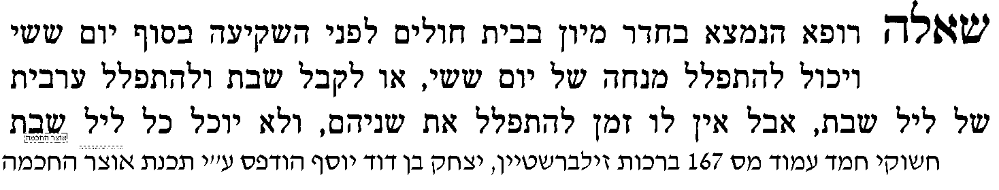 שאלה רופא הנמצא בחדר מיון בבית חולים לפני השקיעה בסוף יום ששי
ויכול להתפלל מנחה של יום ששי, או לקבל שבת ולהתפלל ערבית
של ליל שבת, אבל אין לו זמן להתפלל את שניהם, ולא יוכל כל ליל שבת
אוצר החכמה
חשוקי חמד עמוד מס 167 ברכות זילברשטיין, יצחק בן דוד יוסף הודפס ע״י תכנת אוצר החכמה